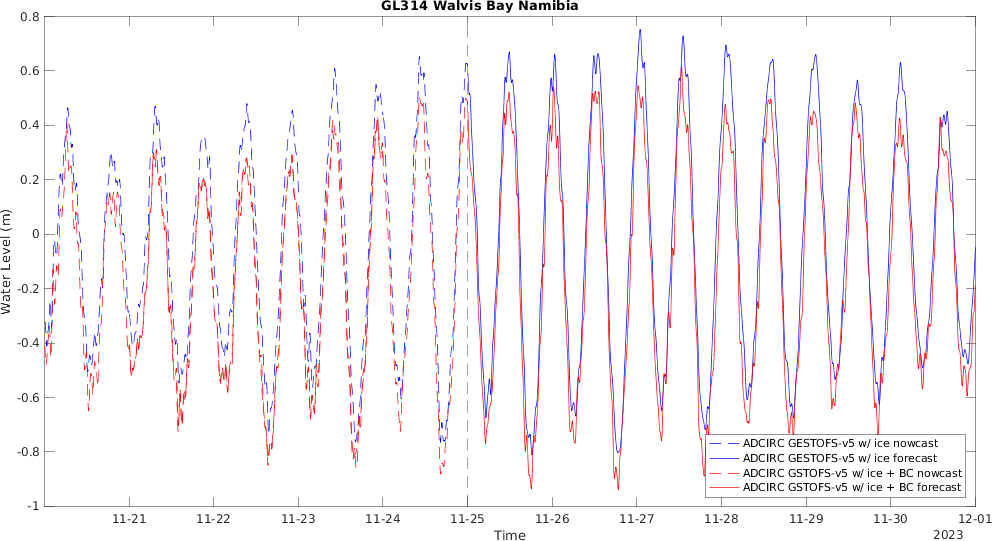 GL314 Walvis Bay Namibia
0.8
0.6
0.4
0.2
0
-0.2
-0.4
-0.6
-0.8
-1
Water Level (m)
ADCIRC GESTOFS-v5 w/ ice nowcast
ADCIRC GESTOFS-v5 w/ ice forecast
ADCIRC GSTOFS-v5 w/ice + BC nowcast
ADCIRC GSTOFS-v5 w/ice + BC forecast
11-21 11-22 11-23 11-24 11-25 11-26 11-27 11-28 11-29 11-30 12-01
Time
2023